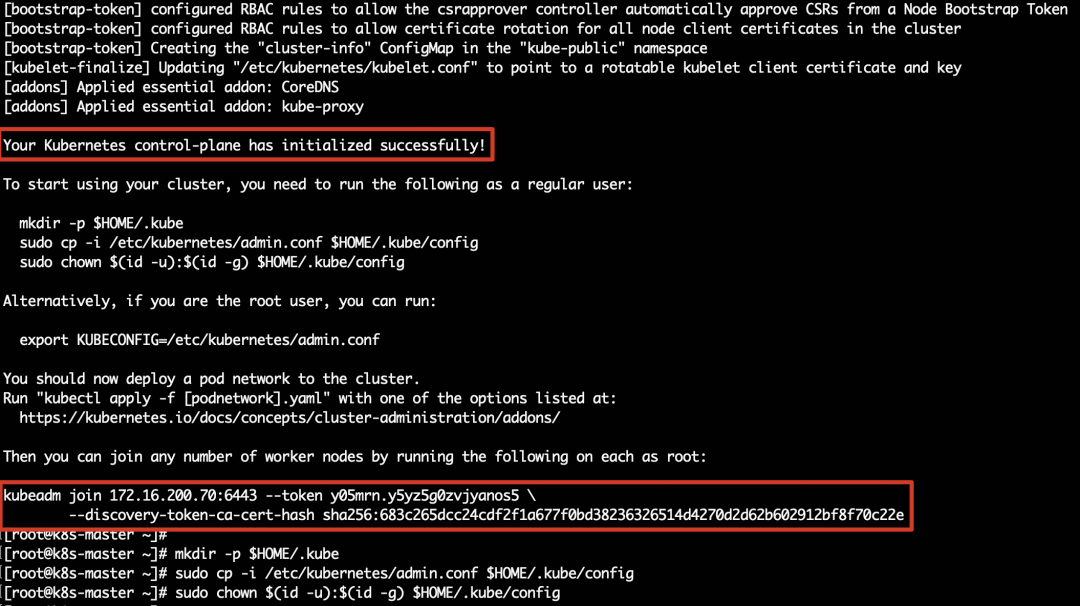 [bootstrap-token] configured RBAC rules to allow the csrapprover controller automatically approve CSRs from a Node Bootstrap Token
[bootstrap-token] configured RBAC rules to allow certificate rotation for all node client certificates in the cluster
[bootstrap-token] Creating the "cluster-info" ConfigMap in the "kube-public" namespace
[kubelet-finalize] Updating "/etc/kubernetes/kubelet.conf" to point to a rotatable kubelet client certificate and key
[addons] Applied essential addon: CoreDNS
[addons] Applied essential addon: kube-proxy
Your Kubernetes control-plane has initialized successfully!
To start using your cluster, you need to run the following as a regular user:
mkdir -p $HOME/.kube
sudo cp -i /etc/kubernetes/admin.conf $HOME/.kube/config
sudo chown $(id -u):$(id -g) $HOME/.kube/config
Alternatively, if you are the root user, you can run:
export KUBECONFIG=/etc/kubernetes/admin.conf
You should now deploy a pod network to the cluster.
Run "kubectl apply -f [podnetwork].yaml" with one of the options listed at:
https://kubernetes.io/docs/concepts/cluster-administration/addons/
Then you can join any number of worker nodes by running the following on each as root:
kubeadm join 172.16.200.70:6443 --token y05mrn.y5yz5g0zvjyanos5 \
--discovery-token-ca-cert-hash sha256:683c265dcc24cdf2f1a677f0bd38236326514d4270d2d62b602912bf8f70c22e
[root@k8s-master ~]#
[root@k8s-master ~]# mkdir -p $HOME/.kube
[root@k8s-master ~]# sudo cp -i /etc/kubernetes/admin.conf $HOME/.kube/config
[root@k8s-master ~]# sudo chown $(id -u):$(id -g) $HOME/.kube/config